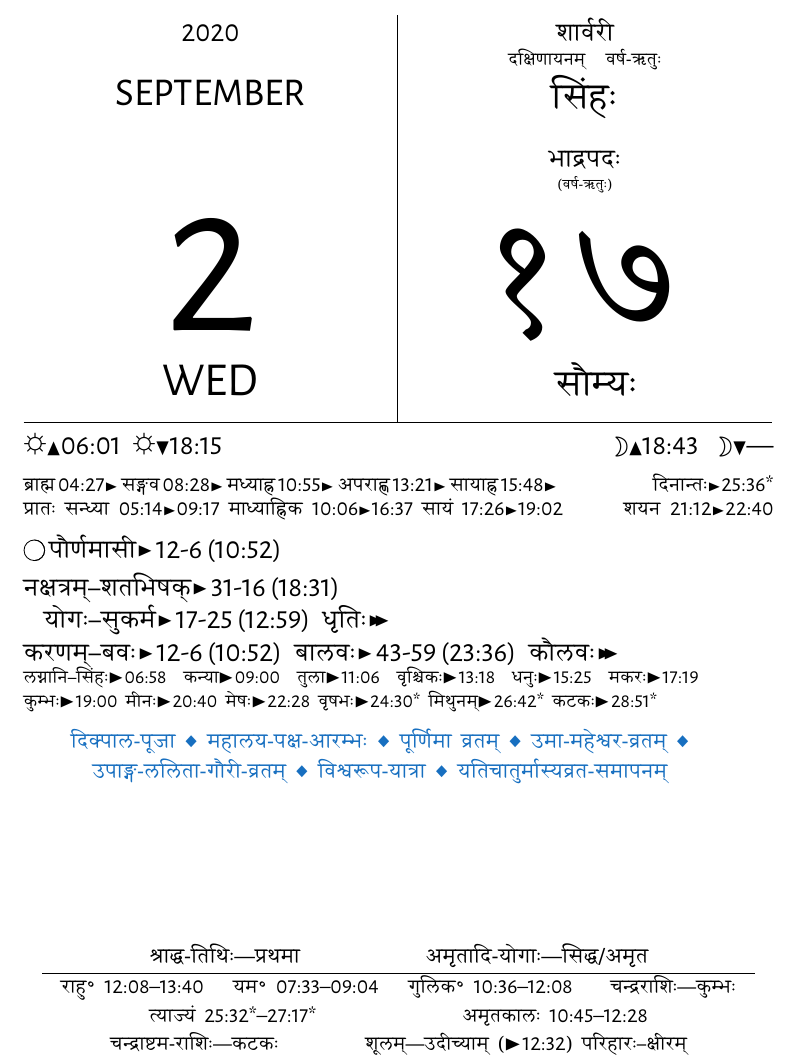 2020
SEPTEMBER
2
WED
शार्वरी
दक्षिणायनम् वर्ष-ऋतुः
सिंहः
भाद्रपदः
(वर्ष-ऋतुः)
१७
सौम्यः
☼▲06:01 ☼▼18:15 ☽▲18:43 ☽▼—
ब्राह्म 04:27► सङ्गव 08:28► मध्याह्न 10:55► अपराह्ण 13:21► सायाह्न 15:48► दिनान्तः►25:36*
प्रातः सन्ध्या 05:14►09:17 माध्याह्निक 10:06►16:37 सायं 17:26►19:02 शयन 21:12►22:40
○पौर्णमासी►12-6 (10:52)
नक्षत्रम्–शतभिषक्►31-16 (18:31)
योगः–सुकर्म►17-25 (12:59) धृतिः►►
करणम्–बवः►12-6 (10:52) बालवः►43-59 (23:36) कौलवः►►
लग्नानि–सिंहः►06:58 कन्या►09:00 तुला►11:06 वृश्चिकः►13:18 धनुः►15:25 मकरः►17:19
कुम्भः►19:00 मीनः►20:40 मेषः►22:28 वृषभः►24:30* मिथुनम्►26:42* कटकः►28:51*
दिक्पाल-पूजा ◆ महालय-पक्ष-आरम्भः ◆ पूर्णिमा व्रतम् ◆ उमा-महेश्वर-व्रतम् ◆
उपाङ्ग-ललिता-गौरी-व्रतम् ◆ विश्वरूप-यात्रा ◆ यतिचातुर्मास्यव्रत-समापनम्
श्राद्ध-तिथिः—प्रथमा अमृतादि-योगाः—सिद्ध/अमृत
राहु° 12:08–13:40 यम° 07:33–09:04 गुलिक° 10:36–12:08 चन्द्रराशिः—कुम्भः
त्याज्यं 25:32*–27:17* अमृतकालः 10:45–12:28
चन्द्राष्टम-राशिः—कटकः शूलम्—उदीच्याम् (►12:32) परिहारः–क्षीरम्